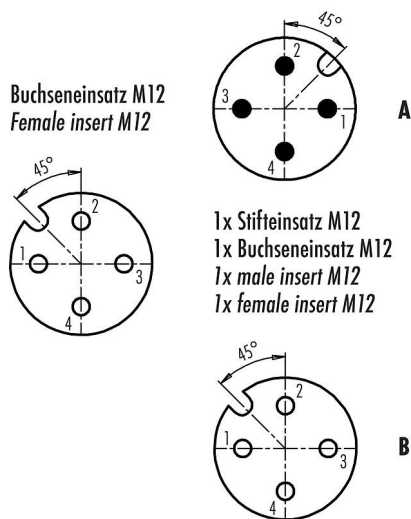 Buchseneinsatz M12
Female insert M12
45°
1
2
3
4
45°
2
3
1
4
A
1x Stifteinsatz M12
1x Buchseneinsatz M12
1x male insert M12
1x female insert M12
45°
2
1
3
4
B